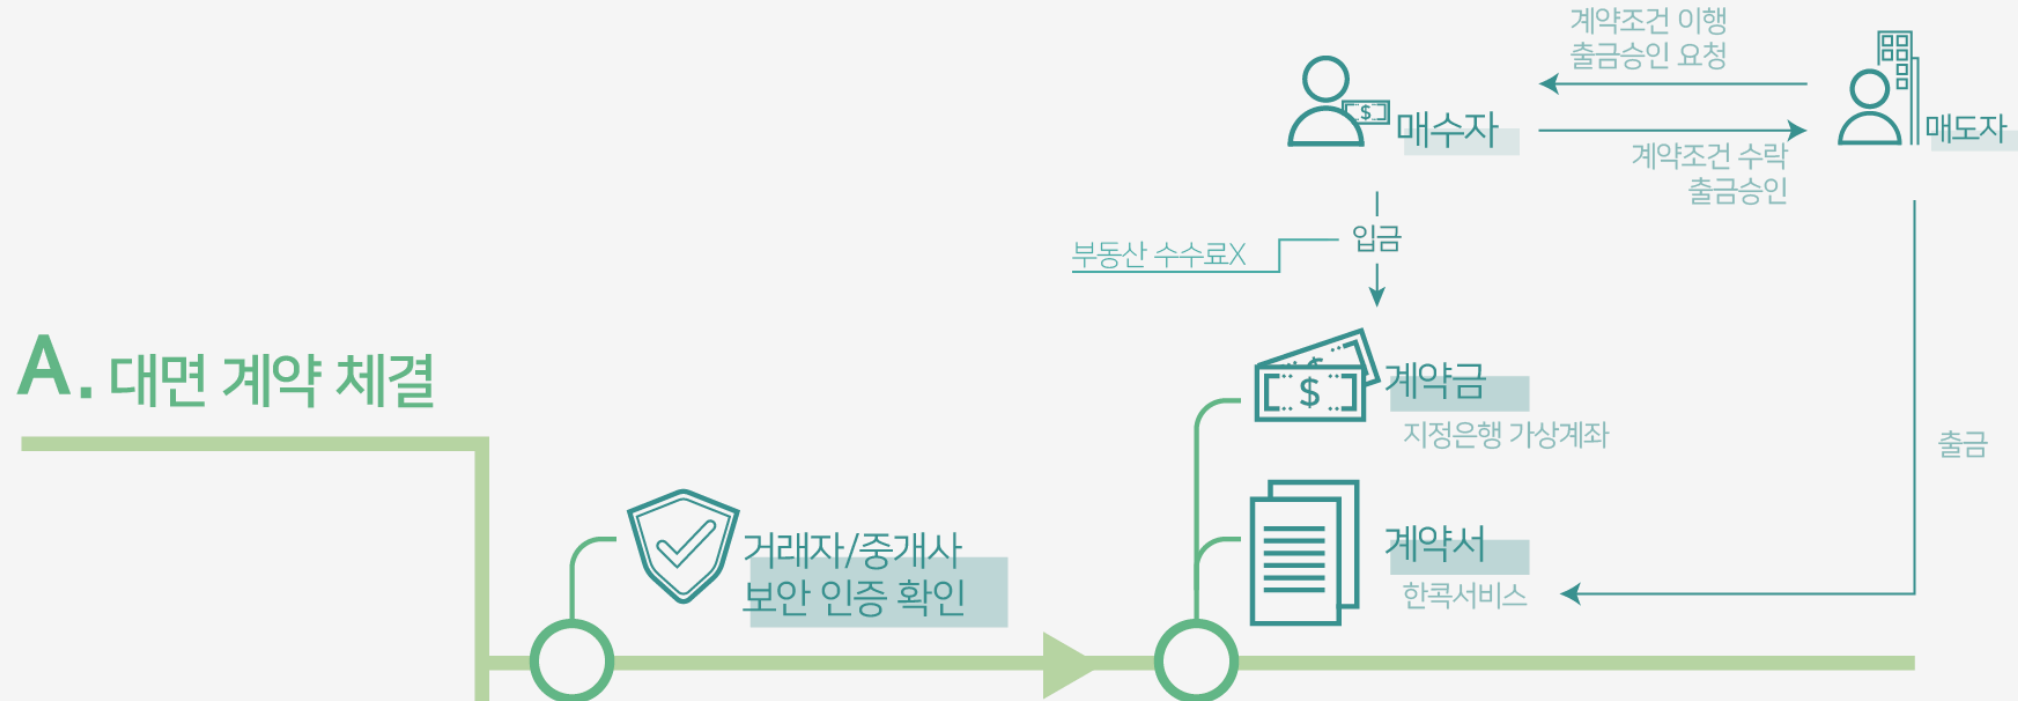 계약조건 이행
출금승인 요청
매수자
매도자
계약조건 수락
출금승인
입금
부동산 수수료X
A. 대면 계약 체결
계약금
지정은행 가상계좌
출금
거래자/중개사
보안 인증 확인
계약서
한콕서비스